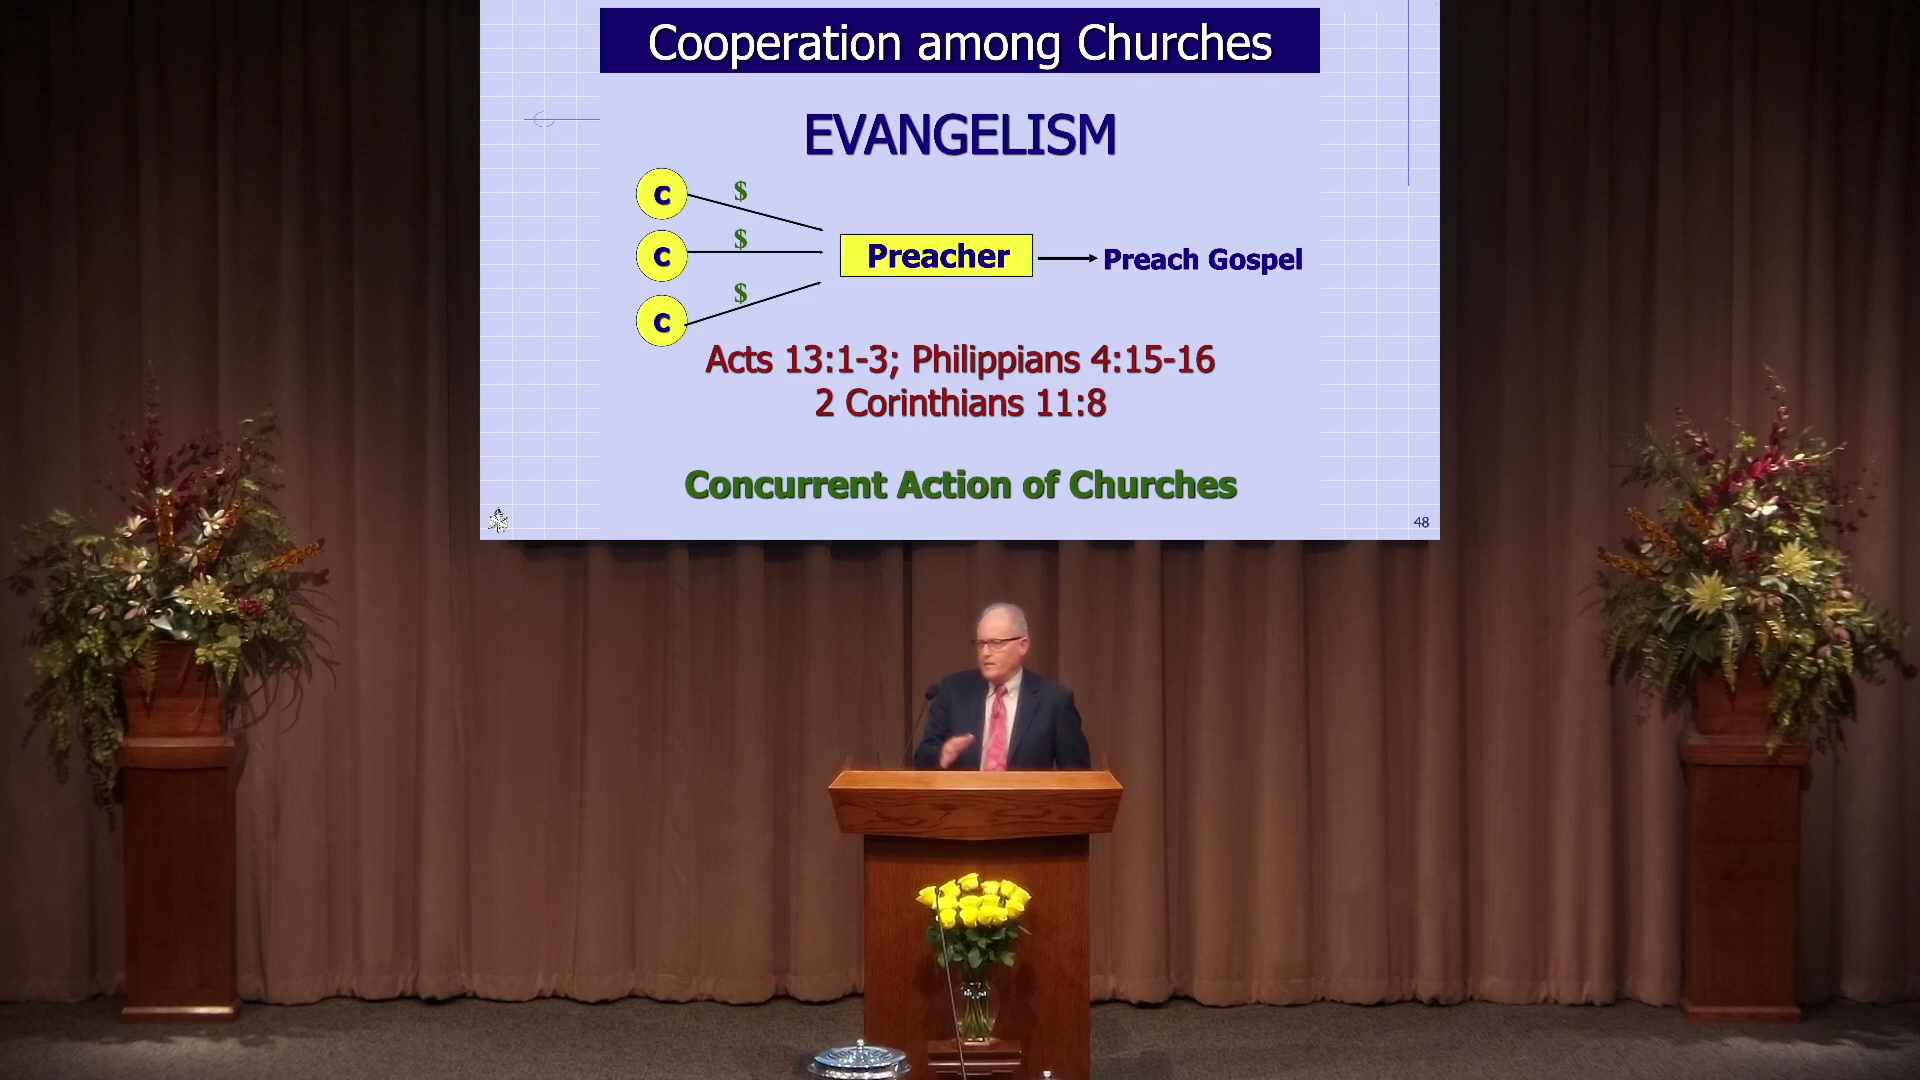 Cooperation among Churches
EVANGELISM
c $
c $
c $
Preacher
Preach Gospel
Acts 13:1-3; Philippians 4:15-16
2 Corinthians 11:8
Concurrent Action of Churches
48